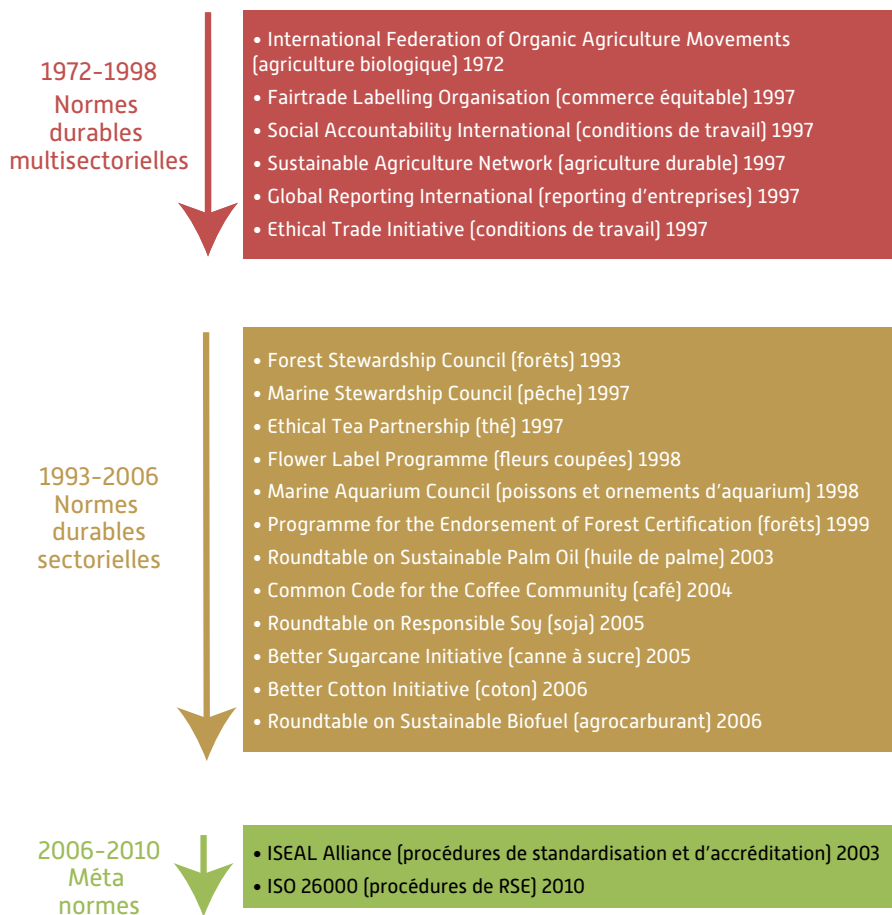 1972-1998
Normes
durables
multisectorielles
• International Federation of Organic Agriculture Movements
(agriculture biologique) 1972
• Fairtrade Labelling Organisation (commerce équitable) 1997
• Social Accountability International (conditions de travail) 1997
• Sustainable Agriculture Network (agriculture durable) 1997
• Global Reporting International (reporting d'entreprises) 1997
• Ethical Trade Initiative (conditions de travail) 1997
1993-2006
Normes
durables
sectorielles
• Forest Stewardship Council (forêts) 1993
• Marine Stewardship Council (pêche) 1997
• Ethical Tea Partnership (thé) 1997
• Flower Label Programme (fleurs coupées) 1998
• Marine Aquarium Council (poissons et ornements d'aquarium) 1998
• Programme for the Endorsement of Forest Certification (forêts) 1999
• Roundtable on Sustainable Palm Oil (huile de palme) 2003
• Common Code for the Coffee Community (café) 2004
• Roundtable on Responsible Soy (soja) 2005
• Better Sugarcane Initiative (canne à sucre) 2005
• Better Cotton Initiative (coton) 2006
• Roundtable on Sustainable Biofuel (agrocarburant) 2006
2006-2010
Méta
normes
• ISEAL Alliance (procédures de standardisation et d'accréditation) 2003
• ISO 26000 (procédures de RSE) 2010